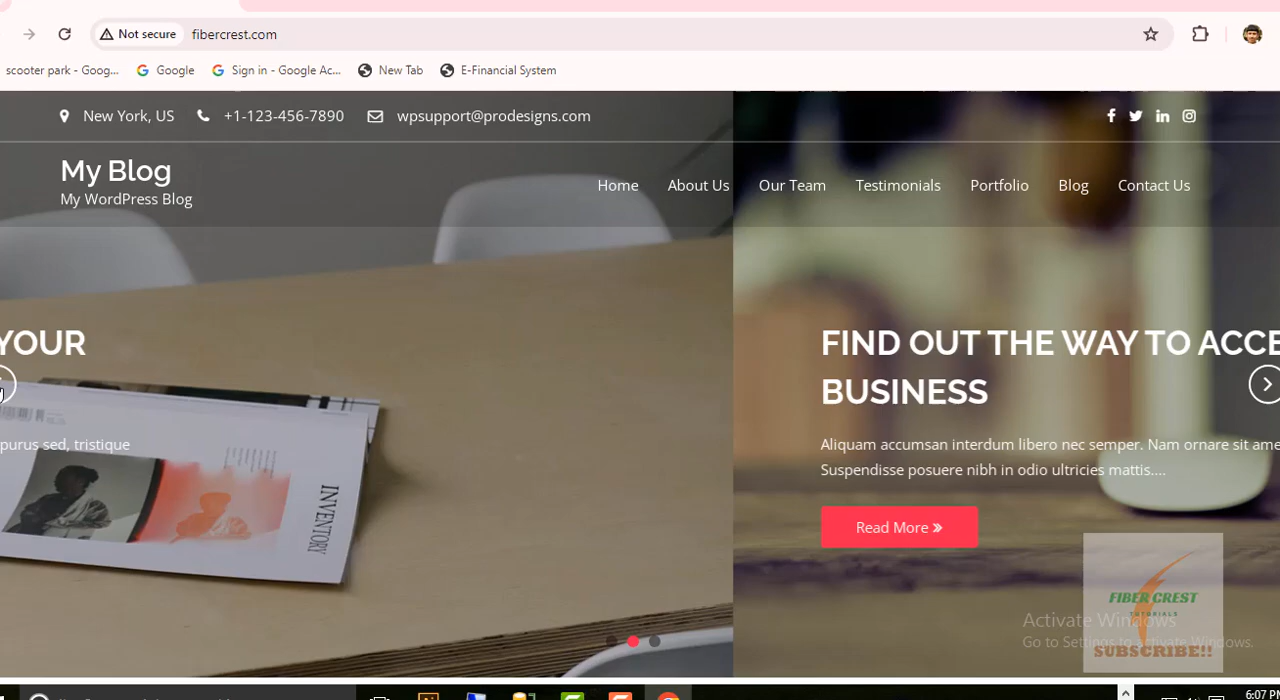 Not secure fibercrest.com
scooter park - Goog... Google Sign in - Google Ac... New Tab E-Financial System
New York, US +1-123-456-7890 wpsupport@prodesigns.com
My Blog
My WordPress Blog
Home About Us Our Team Testimonials Portfolio Blog Contact Us
YOUR
purus sed, tristique
INVENTORY
FIND OUT THE WAY TO ACCE
BUSINESS
Aliquam accumsan interdum libero nec semper. Nam ornare sit ame
Suspendisse posuere nibh in odio ultricies mattis....
Read More »
FIBER CREST
TUTORIALS
SUBSCRIBE!!
Activate Windows
Go to Settings to activate Windows.
6:07 PM